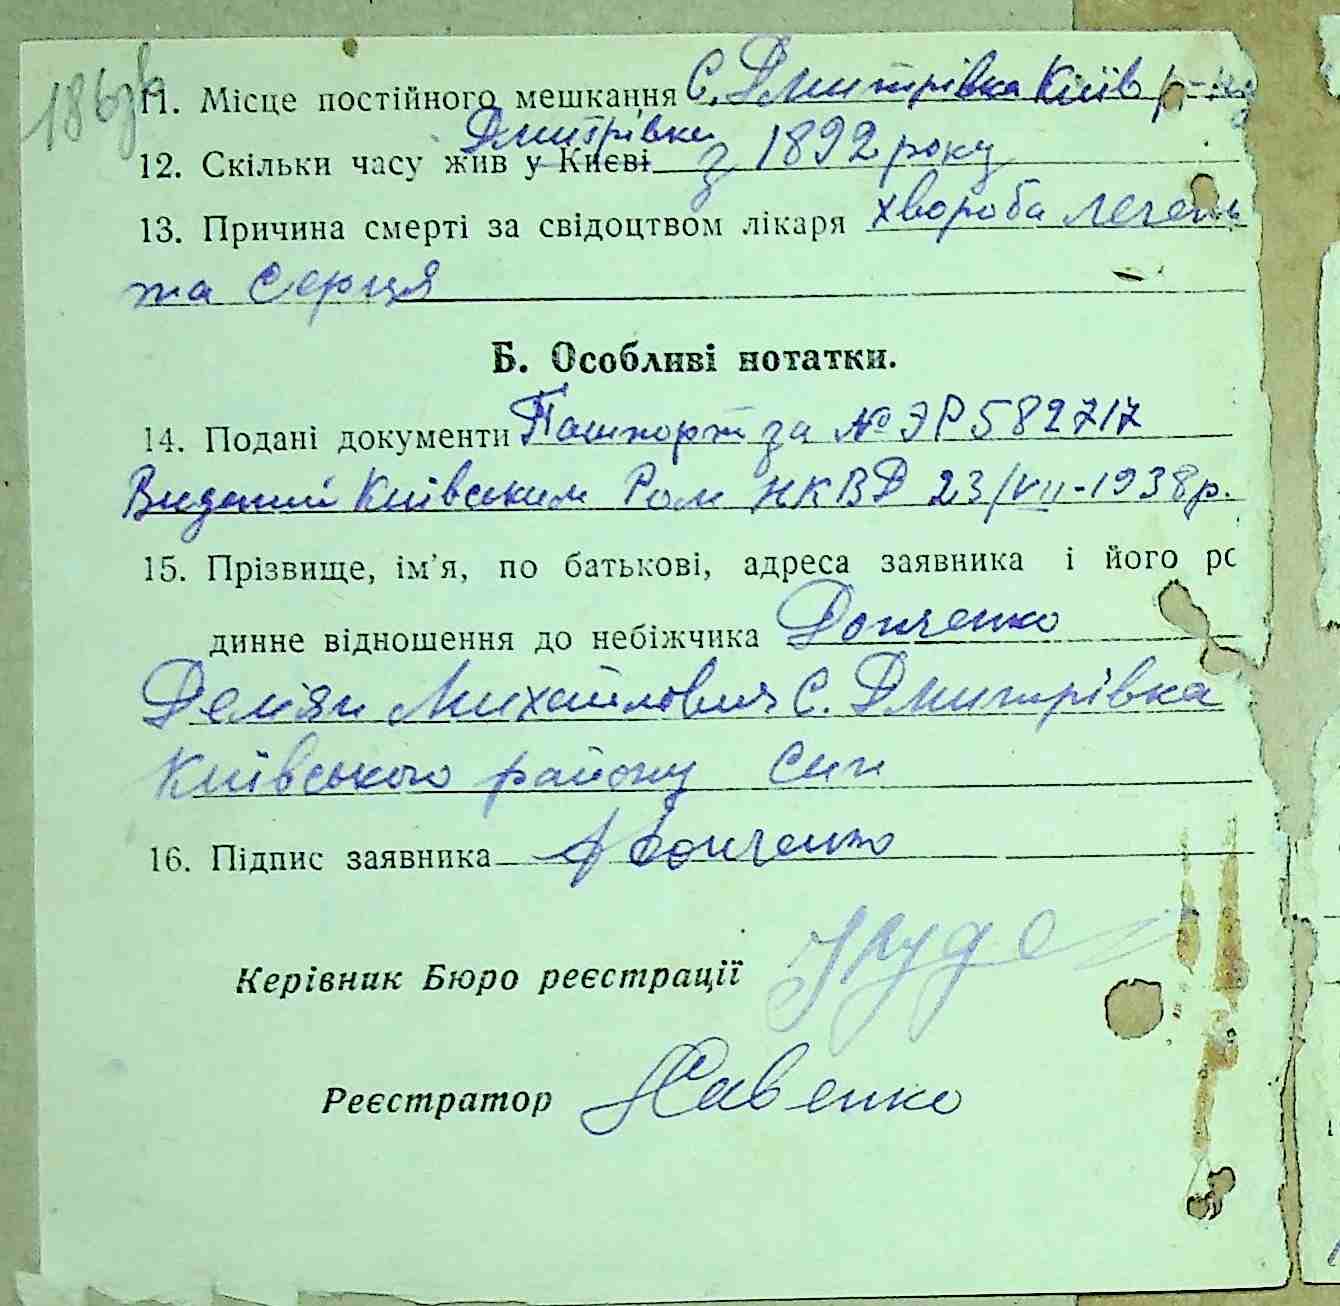 186зв
11. Місце постійного мешкання С. Дмитрівка Київ р-ну
Дмитрівки
12. Скільки часу жив у Києві з 1892 року
13. Причина смерті за свідоцтвом лікаря хвороба легень
та серця
Б. Особливі нотатки.
14. Подані документи Пашпорт за № ЭР 582717
Виданий Київським Ром НКВД 23/VII-1938 р.
15. Прізвище, ім’я, по батькові, адреса заявника і його ро
динне відношення до небіжчика Донченко
Демян Михайлович С. Дмитрівка
Київського району син
16. Підпис заявника Донченко
Керівник Бюро реєстрації
Реєстратор Савенко